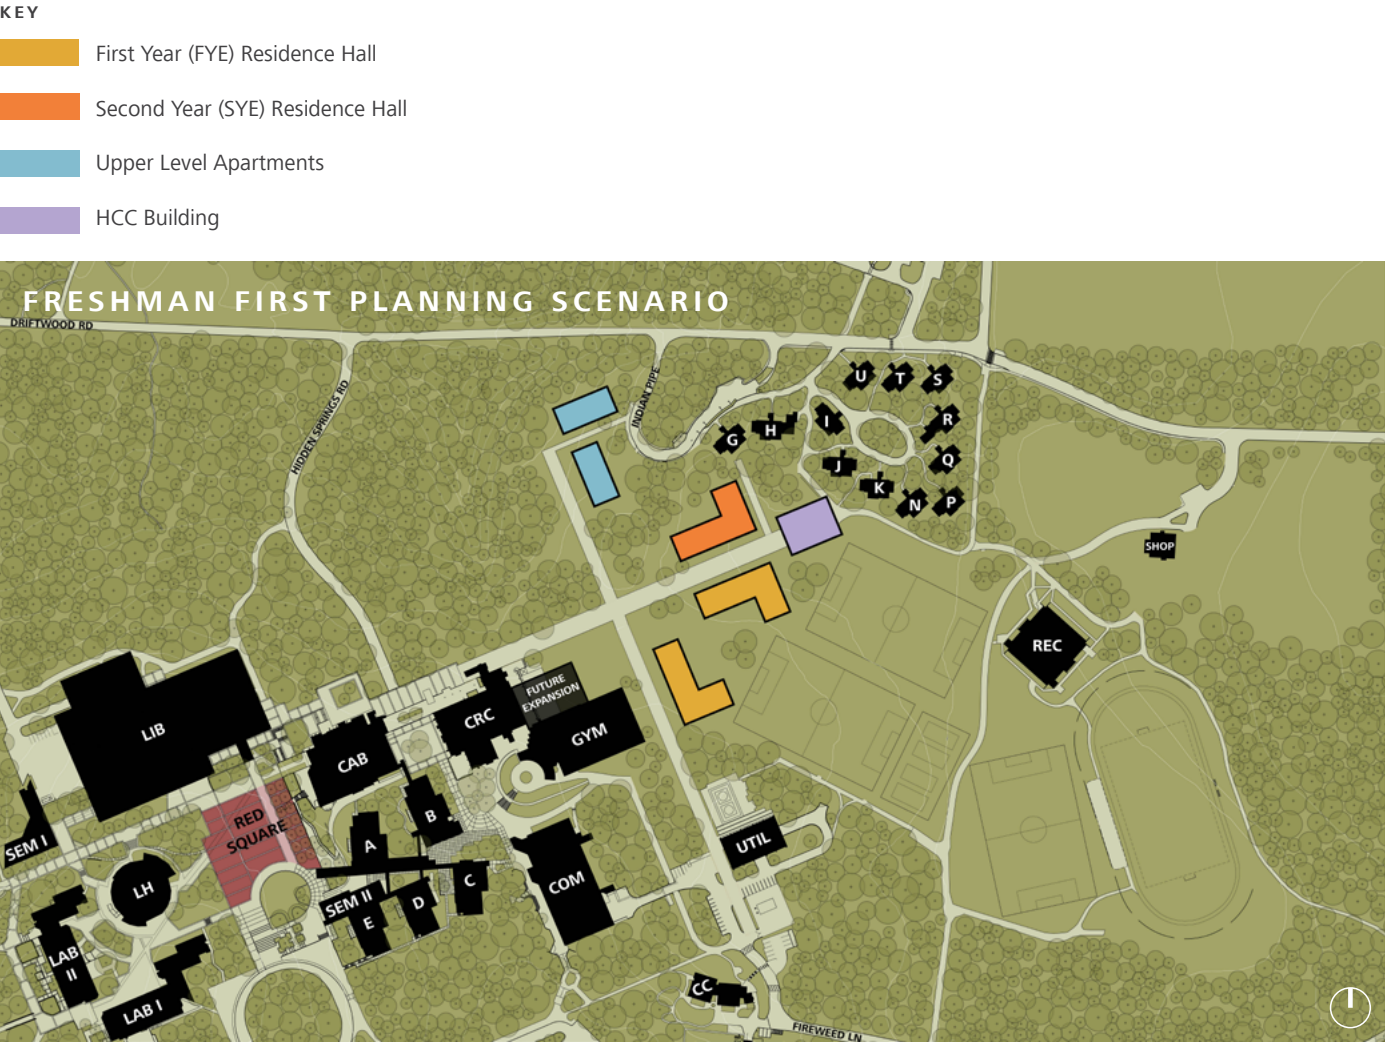 KEY
First Year (FYE) Residence Hall
Second Year (SYE) Residence Hall
Upper Level Apartments
HCC Building
FRESHMAN FIRST PLANNING SCENARIO
DRIFTWOOD RD
HIDDEN SPRINGS RD
INDIAN PIPE
U
T
S
R
I
H
G
Q
J
K
N
P
SHOP
REC
FUTURE
EXPANSION
CRC
GYM
LIB
CAB
RED
SQUARE
B
A
SEM I
UTIL
LH
C
COM
SEM II
D
E
LAB
II
LAB I
CC
FIREWEED LN